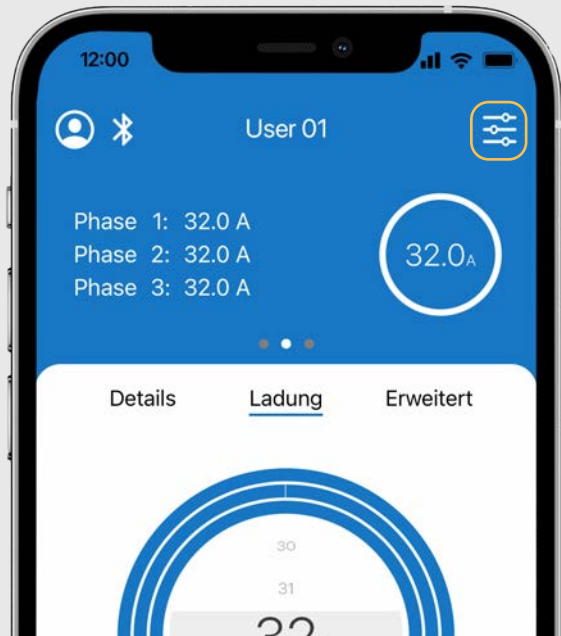 12:00
User 01
Phase 1: 32.0 A
Phase 2: 32.0 A
Phase 3: 32.0 A
32.0A
Details Ladung Erweitert
30
31
32